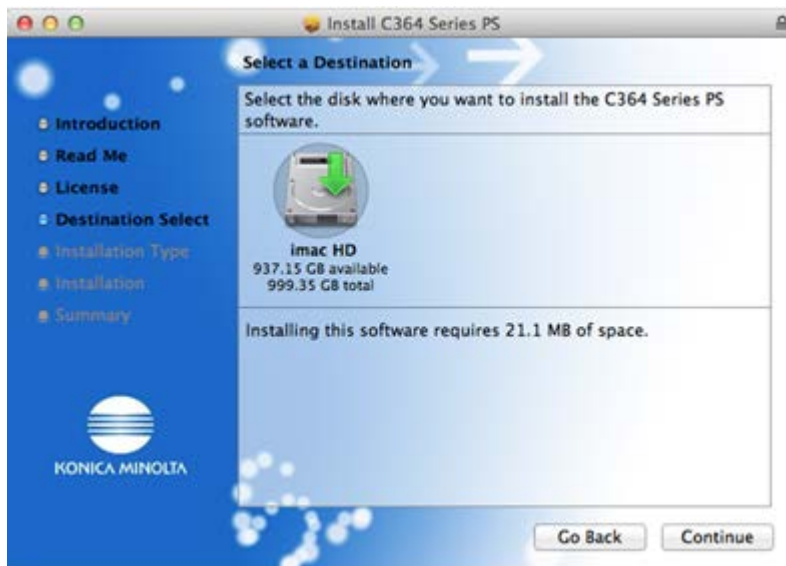 Install C364 Series PS
Select a Destination
Introduction
Read Me
License
Destination Select
Installation Type
Installation
Summary
Select the disk where you want to install the C364 Series PS
software.
imac HD
937.15 GB available
999.35 GB total
Installing this software requires 21.1 MB of space.
KONICA MINOLTA
Go Back
Continue